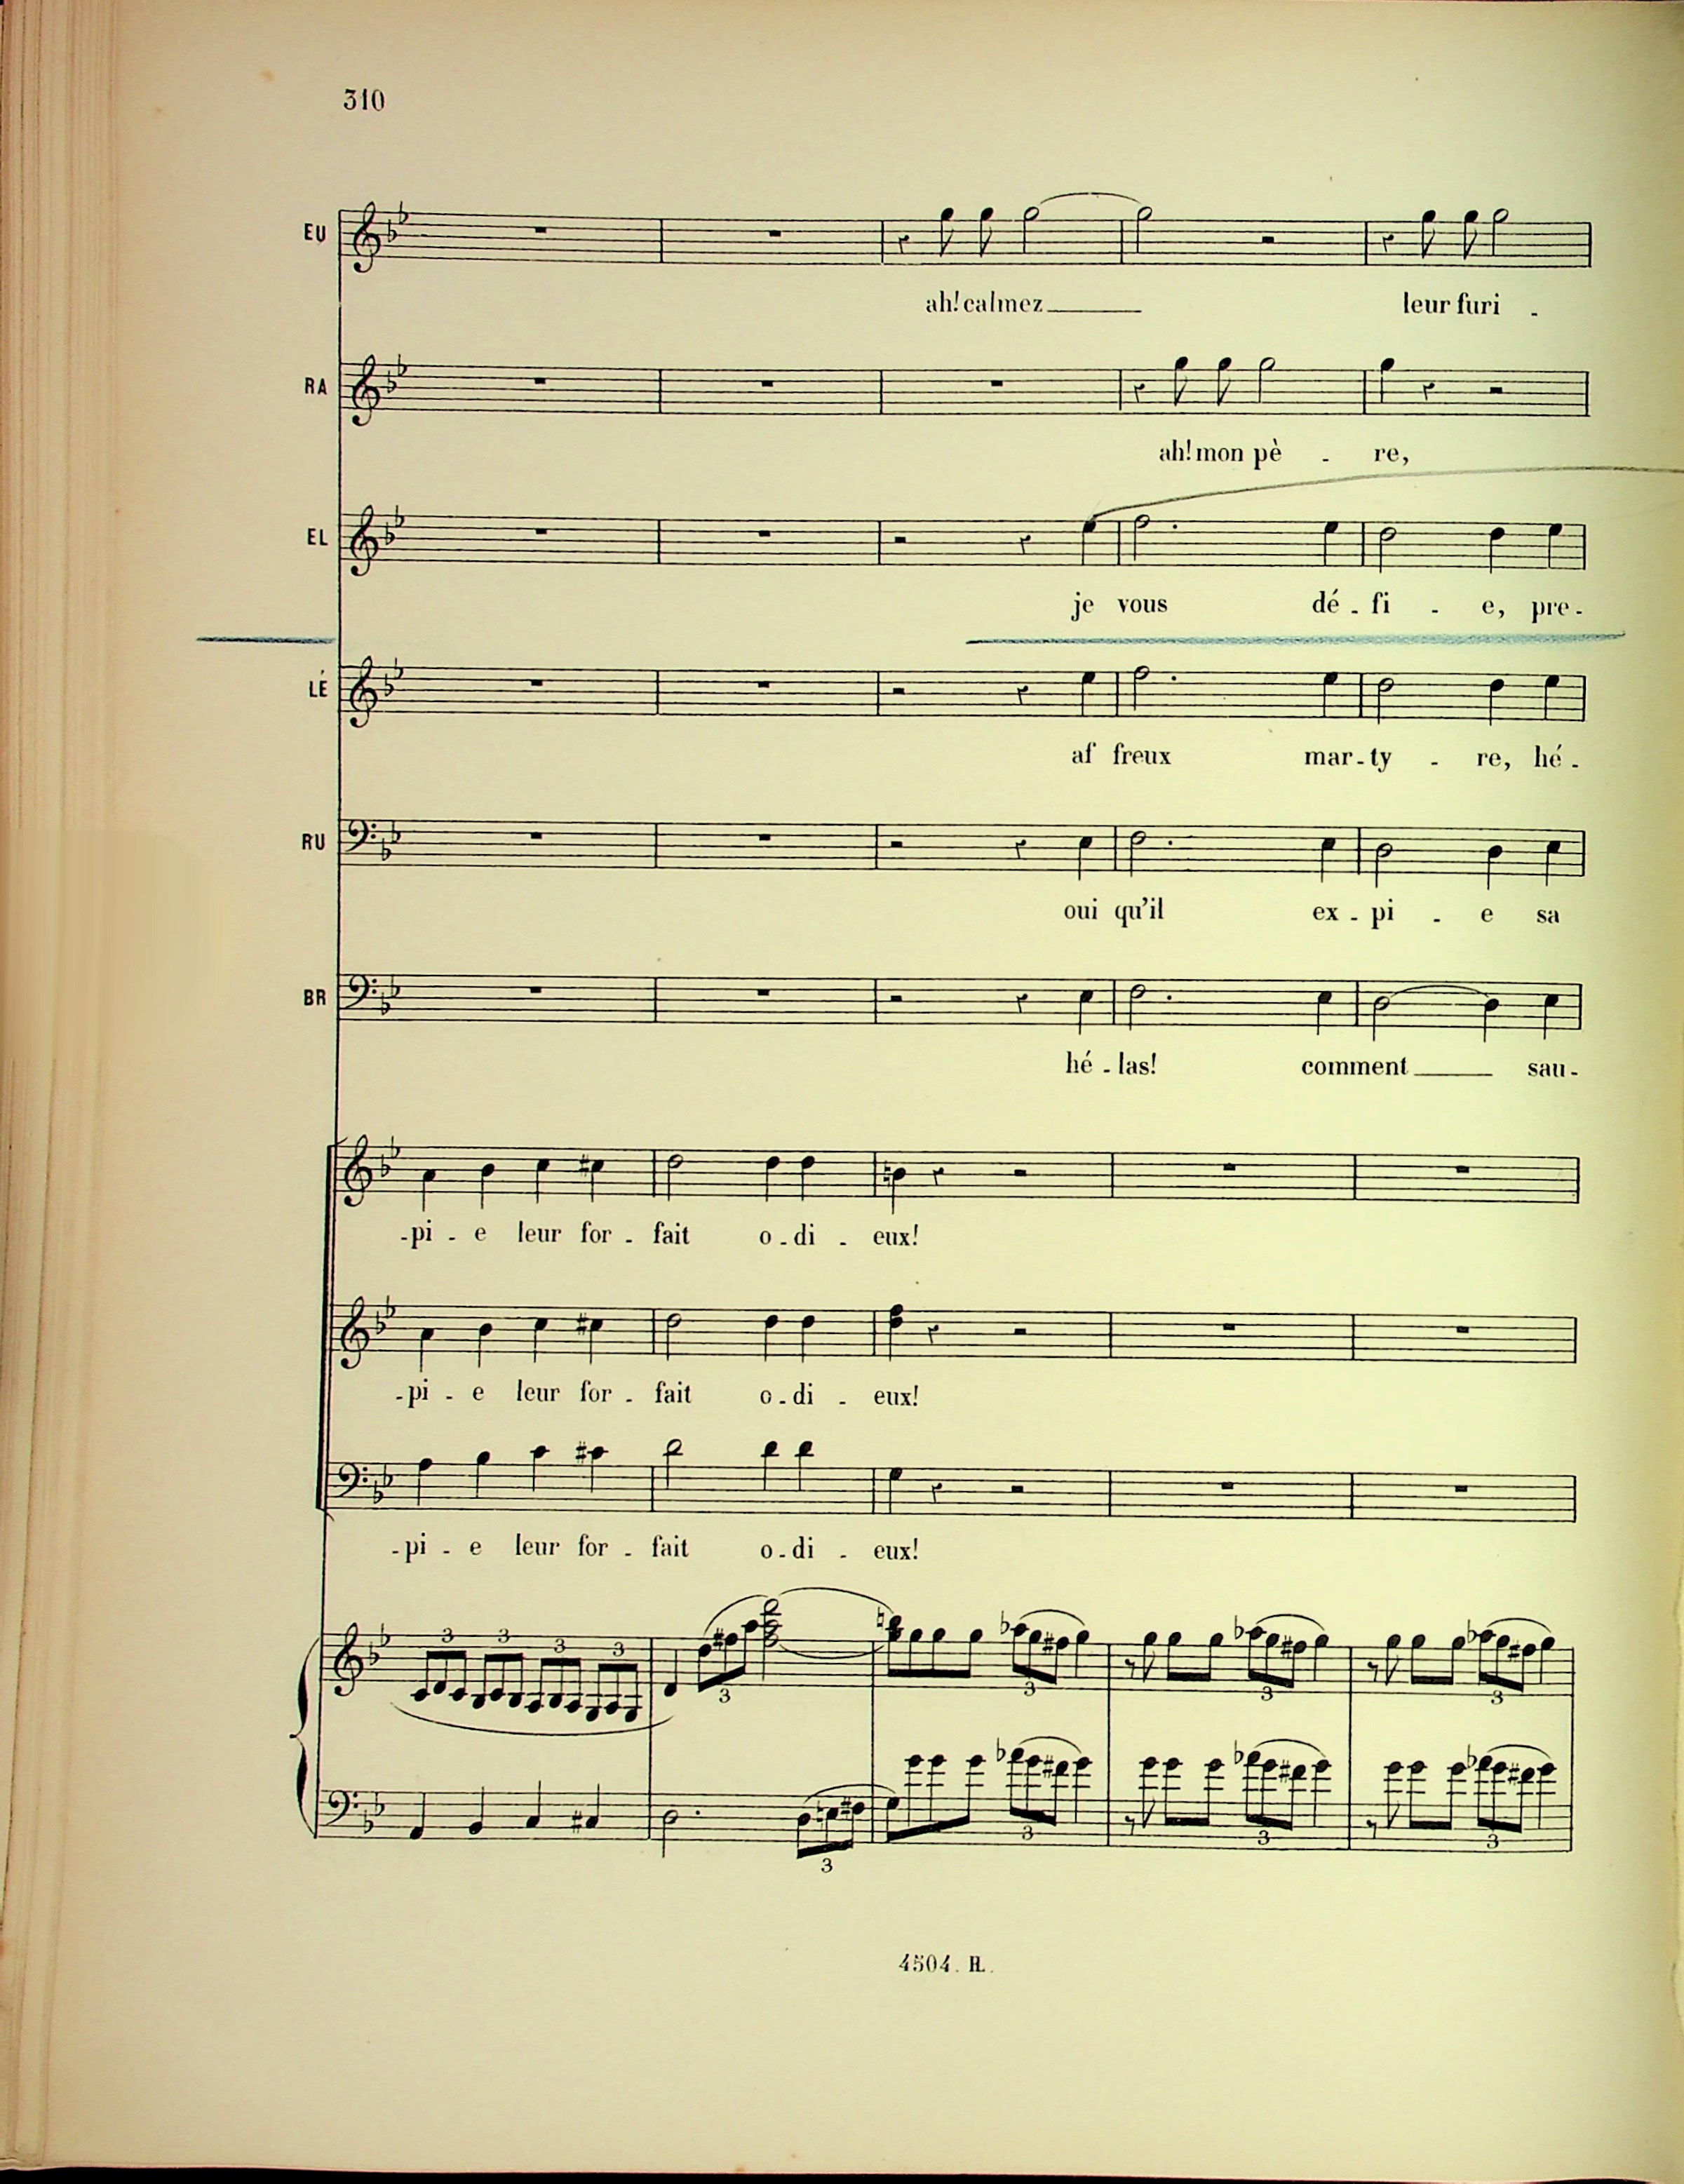 310
EU
ah! calmez leur furi -
RA
ah! mon pè - re,
EL
je vous dé - fi - e, pre -
LÉ
af freux mar - ty - re, hé -
RU
oui qu'il ex - pi - e sa
BR
hé - las! comment sau -
- pi - e leur for - fait o - di - eux!
- pi - e leur for - fait o - di - eux!
- pi - e leur for - fait o - di - eux!
3 3 3 3 3 3 3 3
3 3 3 3
4504. H.